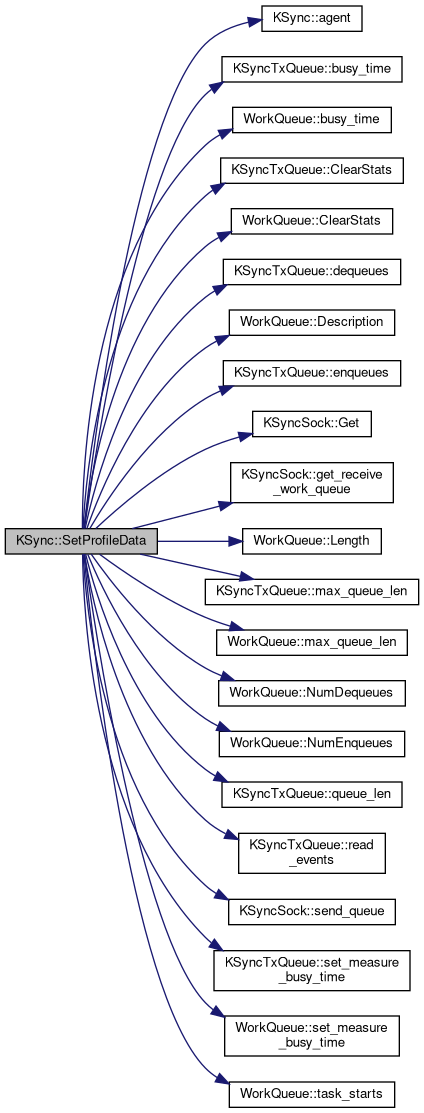 KSync::agent
KSyncTxQueue::busy_time
WorkQueue::busy_time
KSyncTxQueue::ClearStats
WorkQueue::ClearStats
KSyncTxQueue::dequeues
WorkQueue::Description
KSyncTxQueue::enqueues
KSyncSock::Get
KSyncSock::get_receive
_work_queue
KSync::SetProfileData
WorkQueue::Length
KSyncTxQueue::max_queue_len
WorkQueue::max_queue_len
WorkQueue::NumDequeues
WorkQueue::NumEnqueues
KSyncTxQueue::queue_len
KSyncTxQueue::read
_events
KSyncSock::send_queue
KSyncTxQueue::set_measure
_busy_time
WorkQueue::set_measure
_busy_time
WorkQueue::task_starts